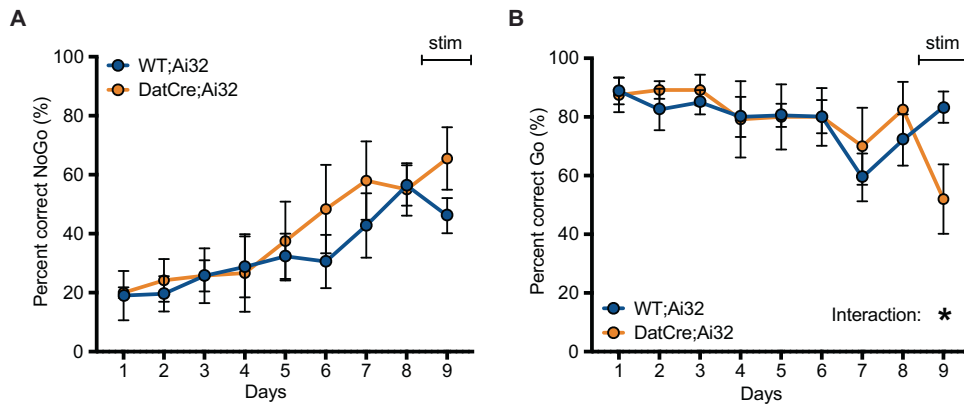 A
stim
WT;Ai32
DatCre;Ai32
100
80
60
40
20
0
Percent correct NoGo (%)
1 2 3 4 5 6 7 8 9
Days
B
stim
100
80
60
40
20
0
Percent correct Go (%)
WT;Ai32
DatCre;Ai32
Interaction: *
1 2 3 4 5 6 7 8 9
Days